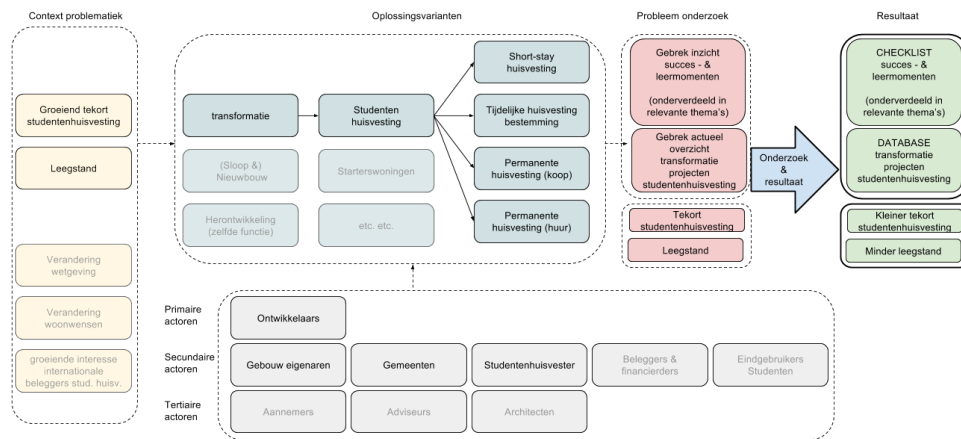 Context problematiek
Groeiend tekort
studentenhuisvesting
Leegstand
Verandering
wetgeving
Verandering
woonwensen
groeiende interesse
internationale
beleggers stud. huisv.
Oplossingsvarianten
transformatie
(Sloop &)
Nieuwbouw
Herontwikkeling
(zelfde functie)
Studenten
huisvesting
Starterswoningen
etc. etc.
Short-stay
huisvesting
Tijdelijke huisvesting
bestemming
Permanente
huisvesting (koop)
Permanente
huisvesting (huur)
Probleem onderzoek
Gebrek inzicht
succes - &
leermomenten
(onderverdeeld in
relevante thema's)
Gebrek actueel
overzicht
transformatie
projecten
studentenhuisvesting
Tekort
studentenhuisvesting
Leegstand
Onderzoek
&
resultaat
Resultaat
CHECKLIST
succes - &
leermomenten
(onderverdeeld in
relevante thema's)
DATABASE
transformatie
projecten
studentenhuisvesting
Kleiner tekort
studentenhuisvesting
Minder leegstand
Primaire
actoren
Ontwikkelaars
Secundaire
actoren
Gebouw eigenaren
Gemeenten
Studentenhuisvester
Beleggers &
financierders
Eindgebruikers
Studenten
Tertiaire
actoren
Aannemers
Adviseurs
Architecten